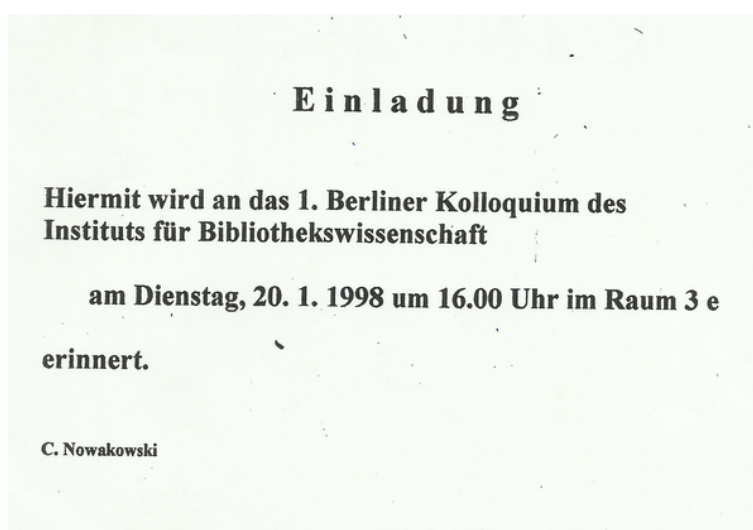 Einladung
Hiermit wird an das 1. Berliner Kolloquium des
Instituts für Bibliothekswissenschaft
am Dienstag, 20. 1. 1998 um 16.00 Uhr im Raum 3 e
erinnert.
C. Nowakowski